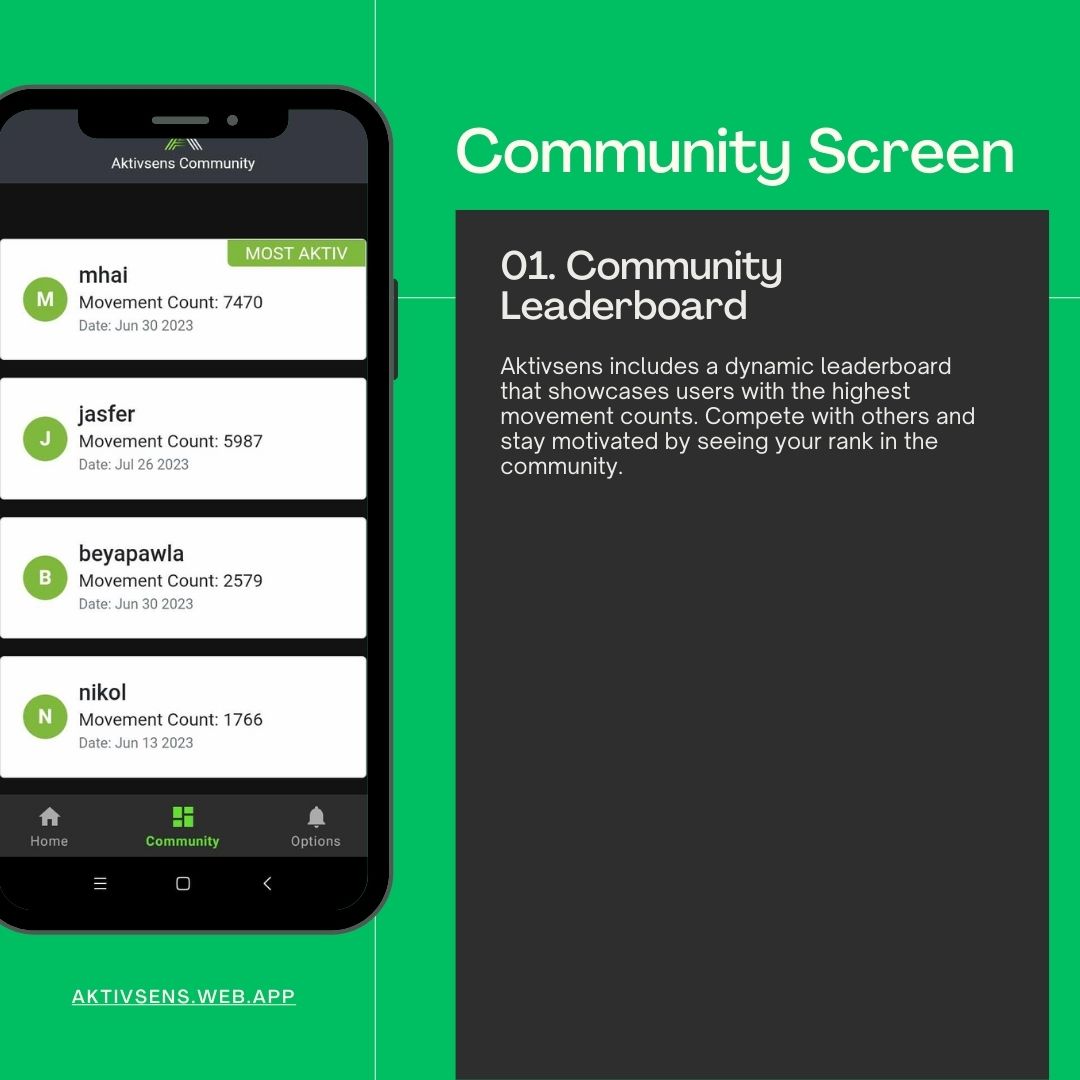 Aktivsens Community
MOST AKTIV
M
mhai
Movement Count: 7470
Date: Jun 30 2023
J
jasfer
Movement Count: 5987
Date: Jul 26 2023
B
beyapawla
Movement Count: 2579
Date: Jun 30 2023
N
nikol
Movement Count: 1766
Date: Jun 13 2023
Home
Community
Options
AKTIVSENS.WEB.APP
Community Screen
01. Community
Leaderboard
Aktivsens includes a dynamic leaderboard
that showcases users with the highest
movement counts. Compete with others and
stay motivated by seeing your rank in the
community.